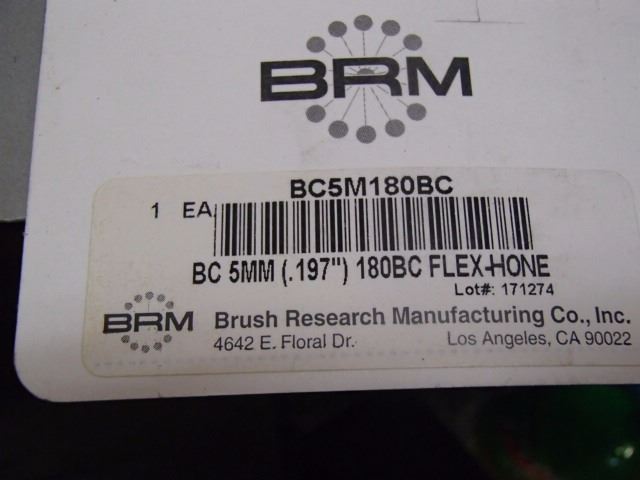 BRM
BC5M180BC
1 EA
BC 5MM (.197") 180BC FLEX-HONE
Lot#: 171274
BRM
Brush Research Manufacturing Co., Inc.
4642 E. Floral Dr. Los Angeles, CA 90022